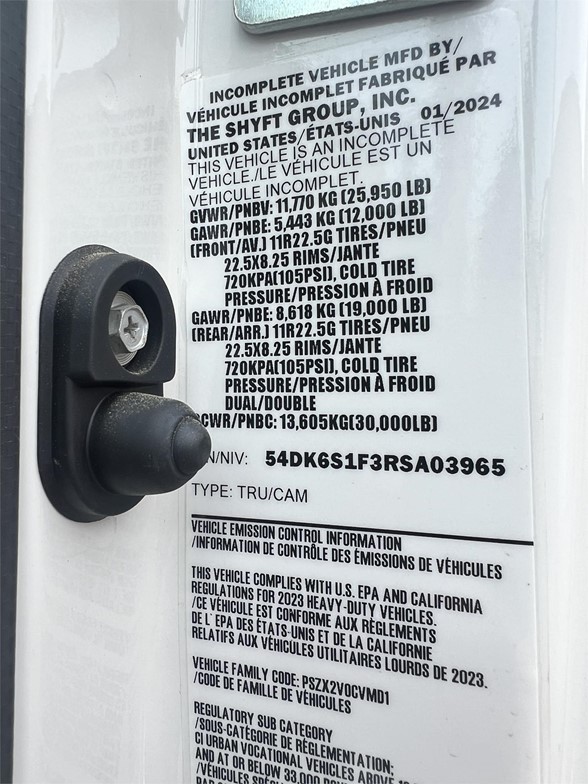 INCOMPLETE VEHICLE MFD BY/
VÉHICULE INCOMPLET FABRIQUÉ PAR
THE SHYFT GROUP, INC.
UNITED STATES/ÉTATS-UNIS 01/2024
THIS VEHICLE IS AN INCOMPLETE
VEHICLE./LE VÉHICULE EST UN
VÉHICULE INCOMPLET.
GVWR/PNBV: 11,770 KG (25,950 LB)
GAWR/PNBE: 5,443 KG (12,000 LB)
(FRONT/AV.) 11R22.5G TIRES/PNEU
22.5X8.25 RIMS/JANTE
720KPA(105PSI), COLD TIRE
PRESSURE/PRESSION À FROID
GAWR/PNBE: 8,618 KG (19,000 LB)
(REAR/ARR.) 11R22.5G TIRES/PNEU
22.5X8.25 RIMS/JANTE
720KPA(105PSI), COLD TIRE
PRESSURE/PRESSION À FROID
DUAL/DOUBLE
CWR/PNBC: 13,605KG(30,000LB)
N/NIV: 54DK6S1F3RSA03965
TYPE: TRU/CAM
VEHICLE EMISSION CONTROL INFORMATION
/INFORMATION DE CONTRÔLE DES ÉMISSIONS DE VÉHICULES
THIS VEHICLE COMPLIES WITH U.S. EPA AND CALIFORNIA
REGULATIONS FOR 2023 HEAVY-DUTY VEHICLES.
/CE VÉHICULE EST CONFORME AUX RÈGLEMENTS
DE L'EPA DES ÉTATS-UNIS ET DE LA CALIFORNIE
RELATIFS AUX VÉHICULES UTILITAIRES LOURDS DE 2023.
VEHICLE FAMILY CODE: PSZX2VOCVMD1
/CODE DE FAMILLE DE VÉHICULES
REGULATORY SUB CATEGORY
/SOUS-CATÉGORIE DE RÈGLEMENTATION:
CI URBAN VOCATIONAL VEHICLES ABOVE
AND AT OR BELOW 33,000